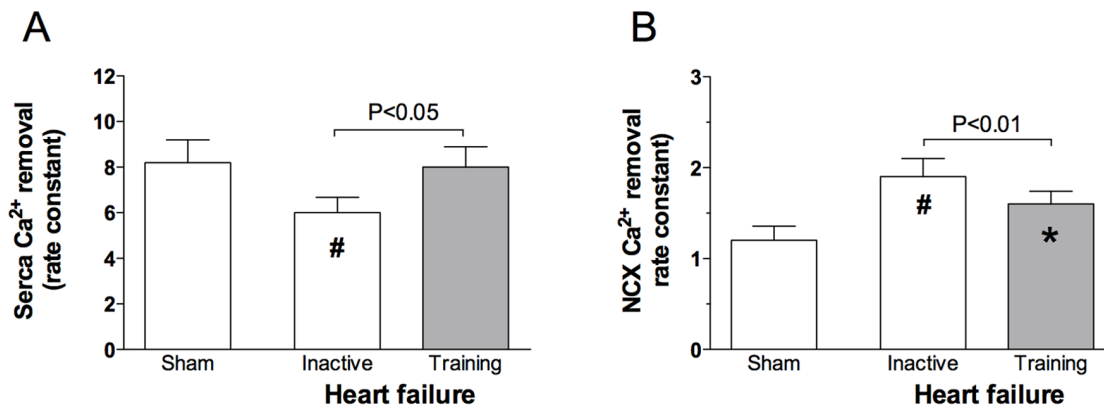 A
Serca Ca²⁺ removal
(rate constant)
12
10
8
6
4
2
0
P<0.05
#
Sham
Inactive
Training
Heart failure
B
NCX Ca²⁺ removal
rate constant)
3
2
1
0
P<0.01
#
*
Sham
Inactive
Training
Heart failure